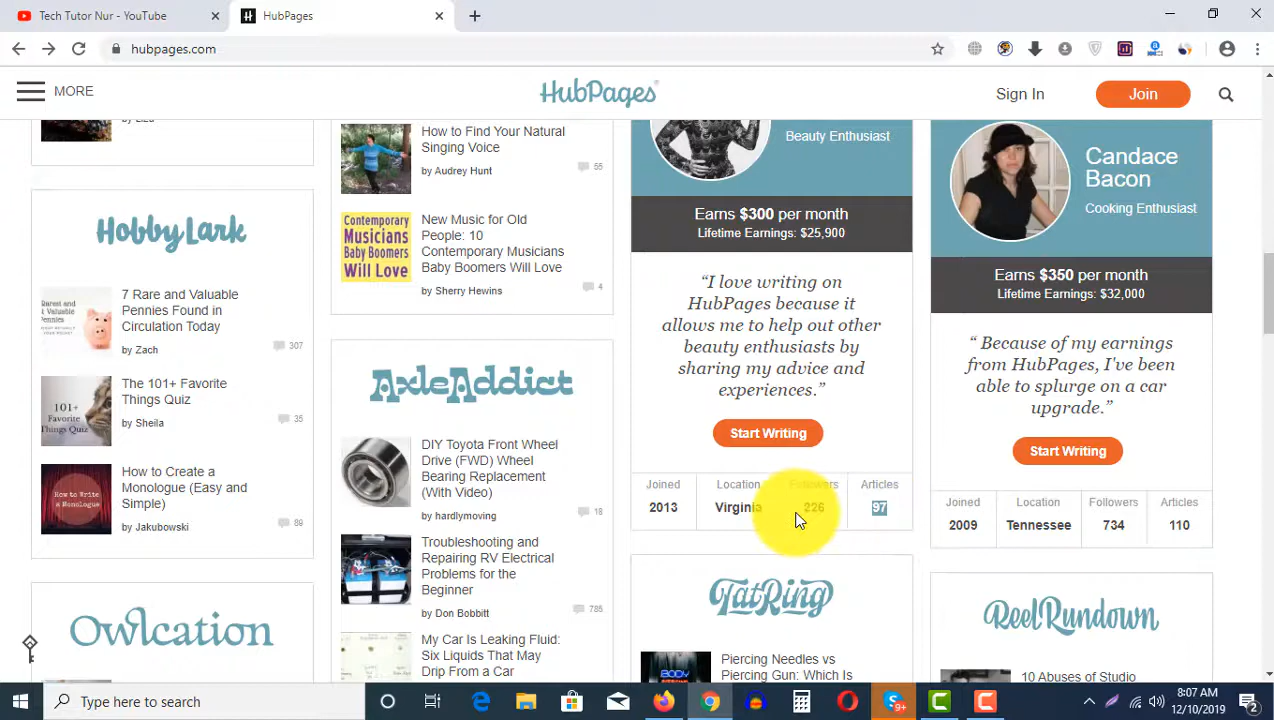 Tech Tutor Nur - YouTube
HubPages
hubpages.com
MORE
HubPages
Sign In
Join
HobbyLark
7 Rare and Valuable
Pennies Found in
Circulation Today
by Zach
307
The 101+ Favorite
Things Quiz
by Sheila
35
How to Create a
Monologue (Easy and
Simple)
by Jakubowski
89
Owlcation
How to Find Your Natural
Singing Voice
by Audrey Hunt
55
Contemporary
Musicians
Baby Boomers
Will Love
New Music for Old
People: 10
Contemporary Musicians
Baby Boomers Will Love
by Sherry Hewins
4
AxleAddict
DIY Toyota Front Wheel
Drive (FWD) Wheel
Bearing Replacement
(With Video)
by hardlymoving
18
Troubleshooting and
Repairing RV Electrical
Problems for the
Beginner
by Don Bobbitt
785
My Car Is Leaking Fluid:
Six Liquids That May
Drip From a Car
Beauty Enthusiast
Earns $300 per month
Lifetime Earnings: $25,900
“I love writing on
HubPages because it
allows me to help out other
beauty enthusiasts by
sharing my advice and
experiences.”
Start Writing
Joined Location Followers Articles
2013 Virginia 226 97
TatRing
Piercing Needles vs
Piercing Gun: Which Is
Candace
Bacon
Cooking Enthusiast
Earns $350 per month
Lifetime Earnings: $32,000
“ Because of my earnings
from HubPages, I've been
able to splurge on a car
upgrade.”
Start Writing
Joined Location Followers Articles
2009 Tennessee 734 110
ReelRundown
10 Abuses of Studio
Type here to search
9+
8:07 AM
12/10/2019
2